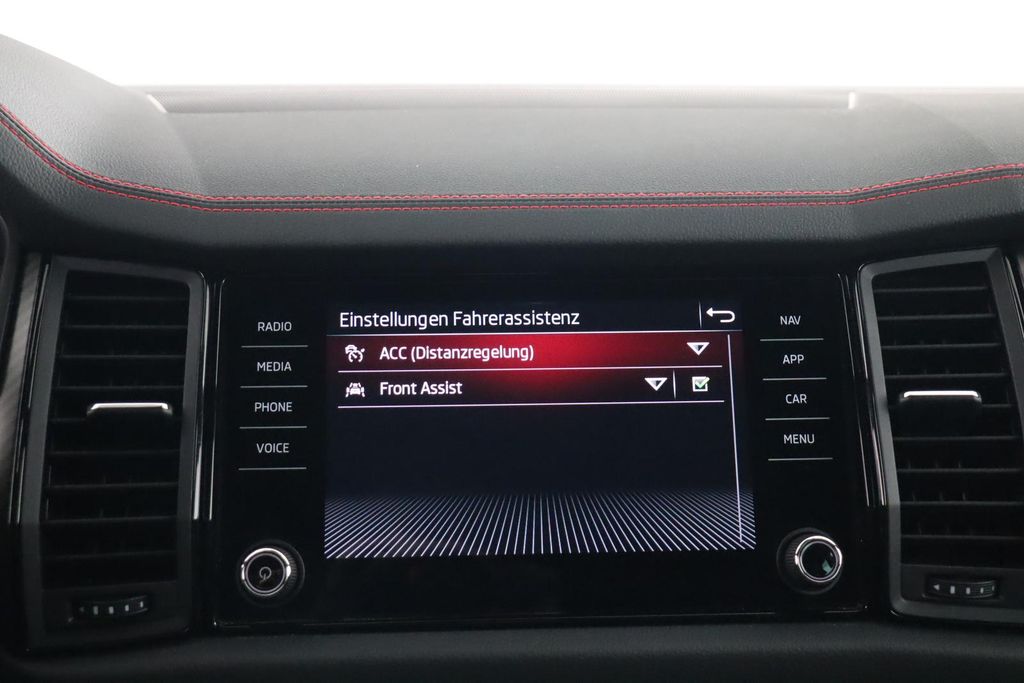 Einstellungen Fahrerassistenz
ACC (Distanzregelung)
Front Assist
RADIO
MEDIA
PHONE
VOICE
NAV
APP
CAR
MENU